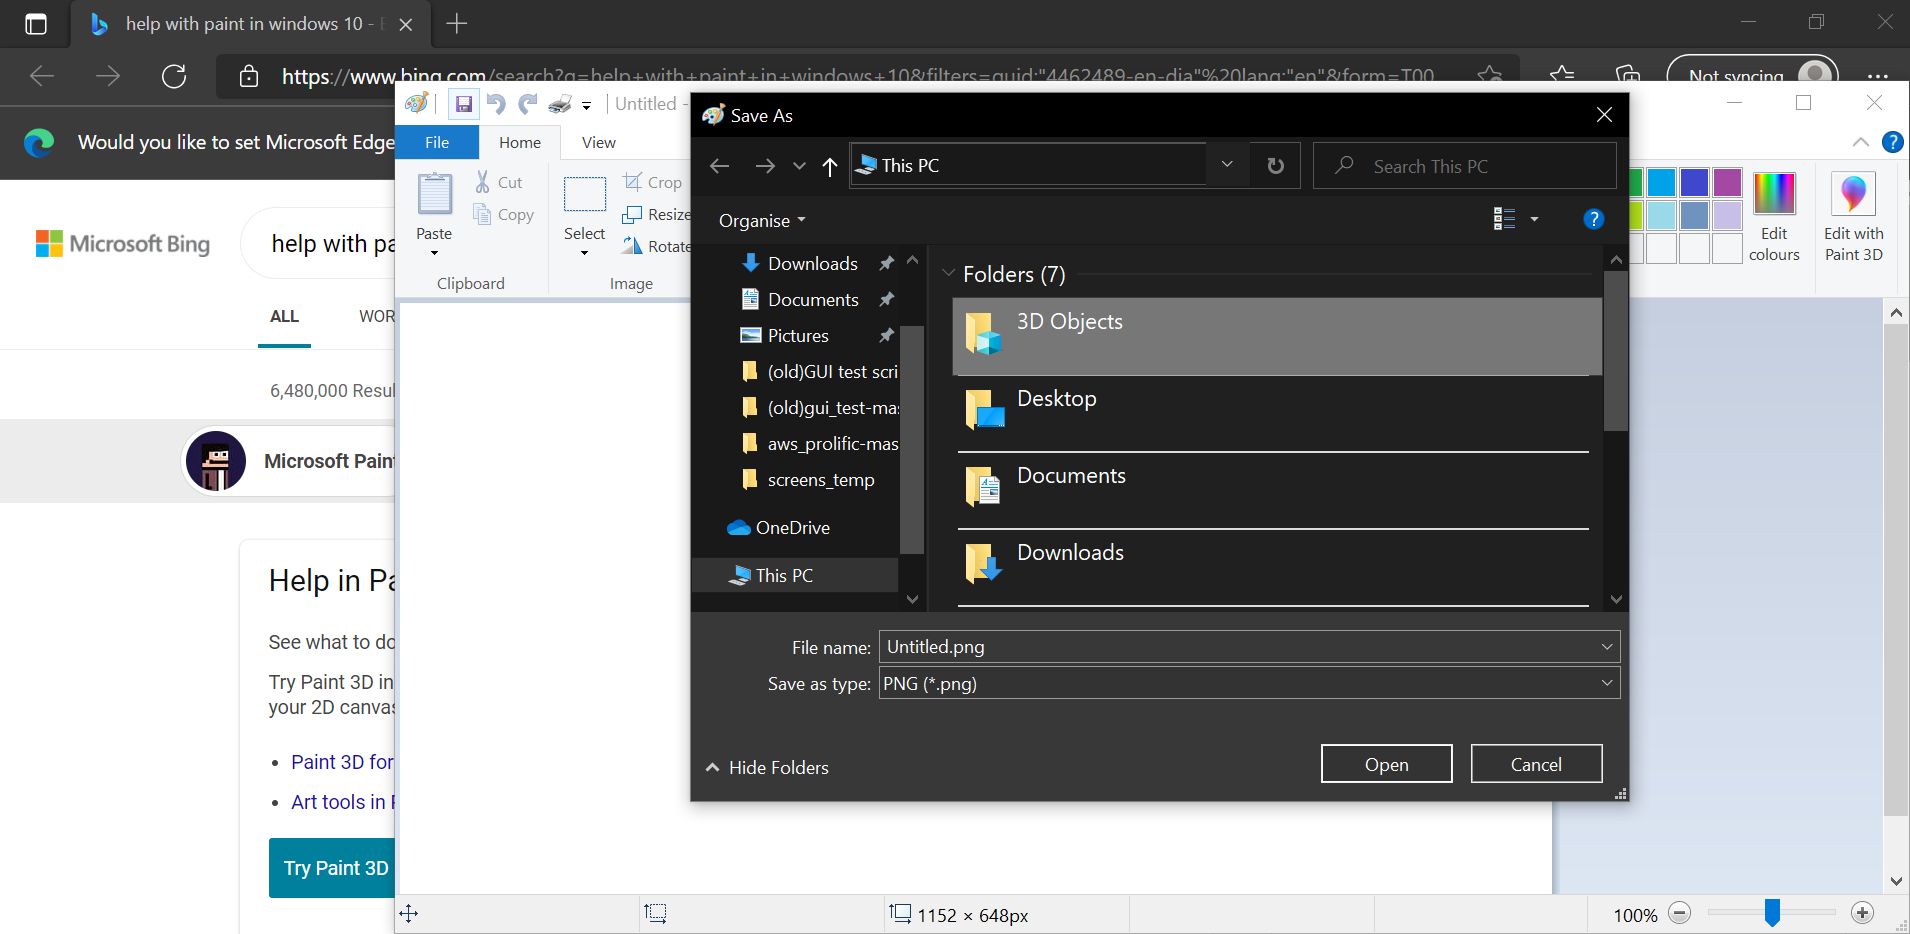 help with paint in windows 10 -
https://www.bing.com/search?q=help+with+paint+in+windows+10&filters=guid:"4462489-en-dia"%20lang:"en"&form=T00
Not syncing
Would you like to set Microsoft Edge
Untitled -
File
Home
View
Paste
Cut
Copy
Clipboard
Select
Crop
Resize
Rotate
Image
Edit colours
Edit with Paint 3D
Microsoft Bing
help with pa
ALL
WOR
6,480,000 Resul
Microsoft Paint
Help in Pa
See what to do
Try Paint 3D in
your 2D canvas
Paint 3D for
Art tools in P
Try Paint 3D
Save As
This PC
Search This PC
Organise
Downloads
Documents
Pictures
(old)GUI test scri
(old)gui_test-mas
aws_prolific-mas
screens_temp
OneDrive
This PC
Folders (7)
3D Objects
Desktop
Documents
Downloads
File name: Untitled.png
Save as type: PNG (*.png)
Hide Folders
Open
Cancel
1152 × 648px
100%